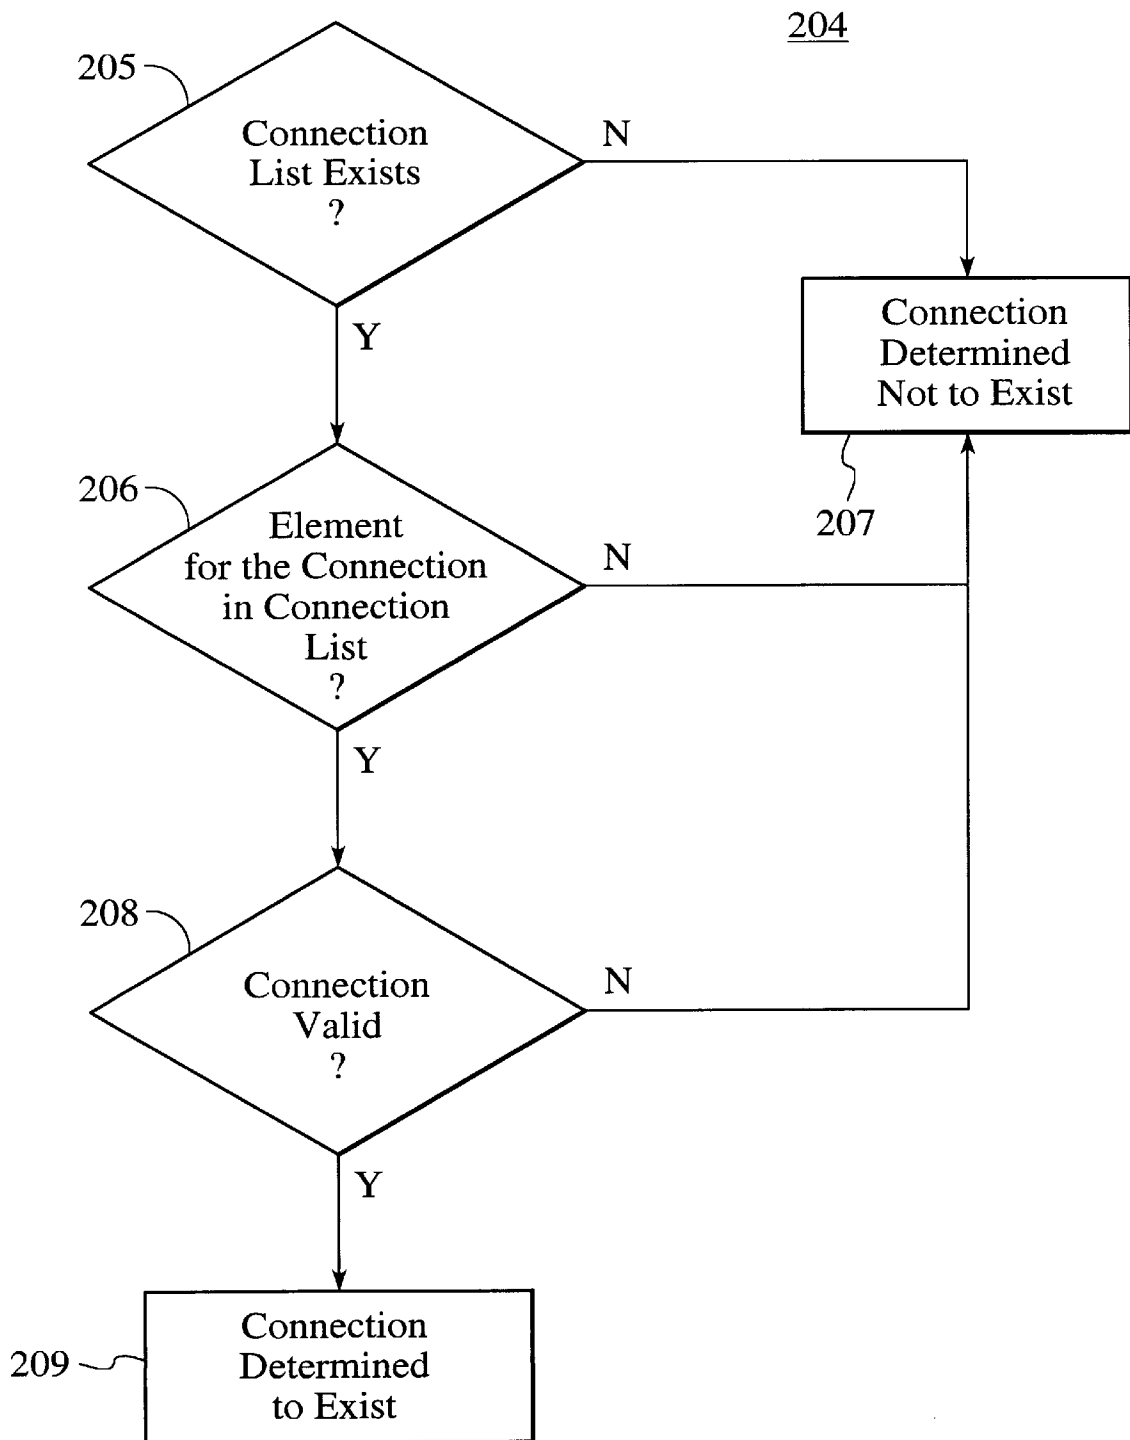 204
205
Connection
List Exists
?
N
Y
Connection
Determined
Not to Exist
207
206
Element
for the Connection
in Connection
List
?
N
Y
208
Connection
Valid
?
N
Y
209
Connection
Determined
to Exist